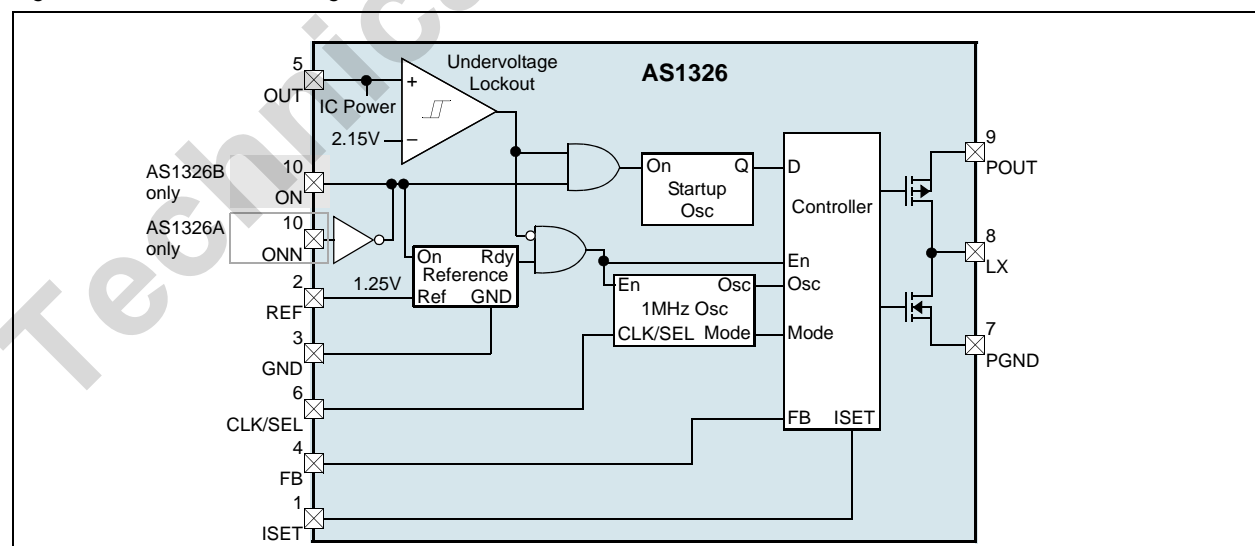 Technic
AS1326
Undervoltage
Lockout
5
OUT
IC Power
+
2.15V
–
AS1326B
only
10
ON
AS1326A
only
10
ONN
On
Q
Startup
Osc
D
Controller
9
POUT
8
LX
7
PGND
On
Rdy
Reference
Ref
GND
1.25V
2
REF
3
GND
En
Osc
1MHz Osc
CLK/SEL
Mode
En
Osc
Mode
FB
ISET
6
CLK/SEL
4
FB
1
ISET